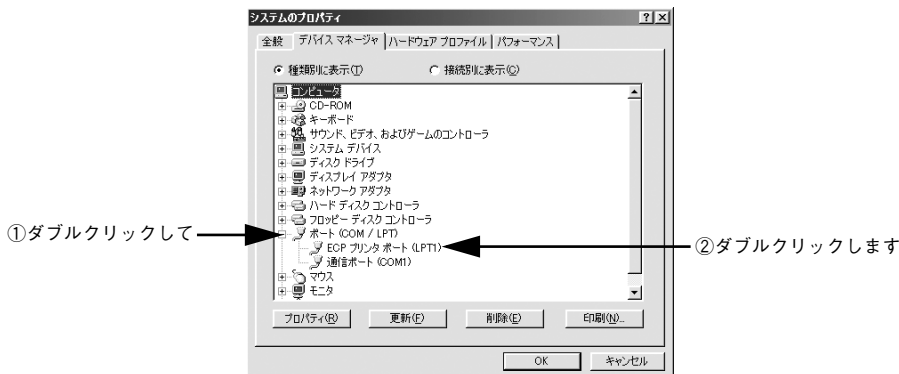 システムのプロパティ
全般 デバイス マネージャ ハードウェア プロファイル パフォーマンス
種類別に表示(T) 接続別に表示(C)
コンピュータ
CD-ROM
キーボード
サウンド、ビデオ、およびゲームのコントローラ
システム デバイス
ディスク ドライブ
ディスプレイ アダプタ
ネットワーク アダプタ
ハード ディスク コントローラ
フロッピー ディスク コントローラ
①ダブルクリックして ポート (COM / LPT)
ECP プリンタ ポート (LPT1) ②ダブルクリックします
通信ポート (COM1)
マウス
モニタ
プロパティ(R) 更新(F) 削除(E) 印刷(N)...
OK キャンセル